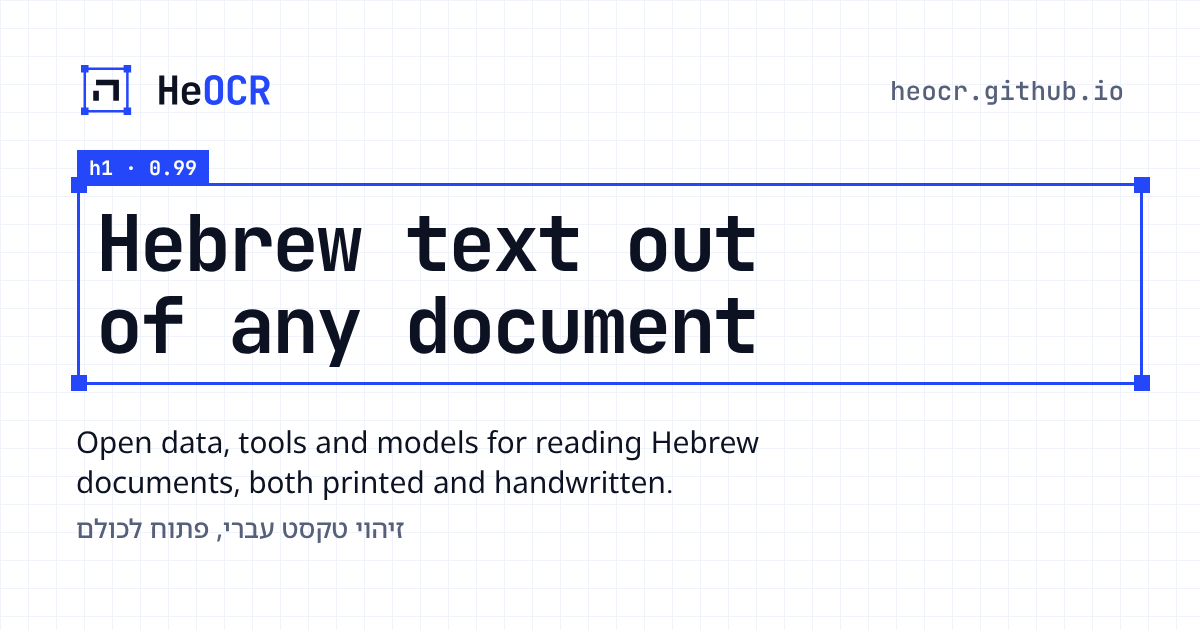 ה HeOCR
heocr.github.io
h1 · 0.99
Hebrew text out
of any document
Open data, tools and models for reading Hebrew
documents, both printed and handwritten.
זיהוי טקסט עברי, פתוח לכולם